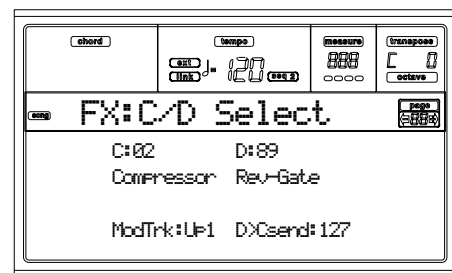 chord tempo measure transpose
ext 120 seq 2 888 C 0
link octave
song FX:C/D Select page
88
C:02 D:89
Compressor Rev-Gate
ModTrk:UP1 D>Csend:127